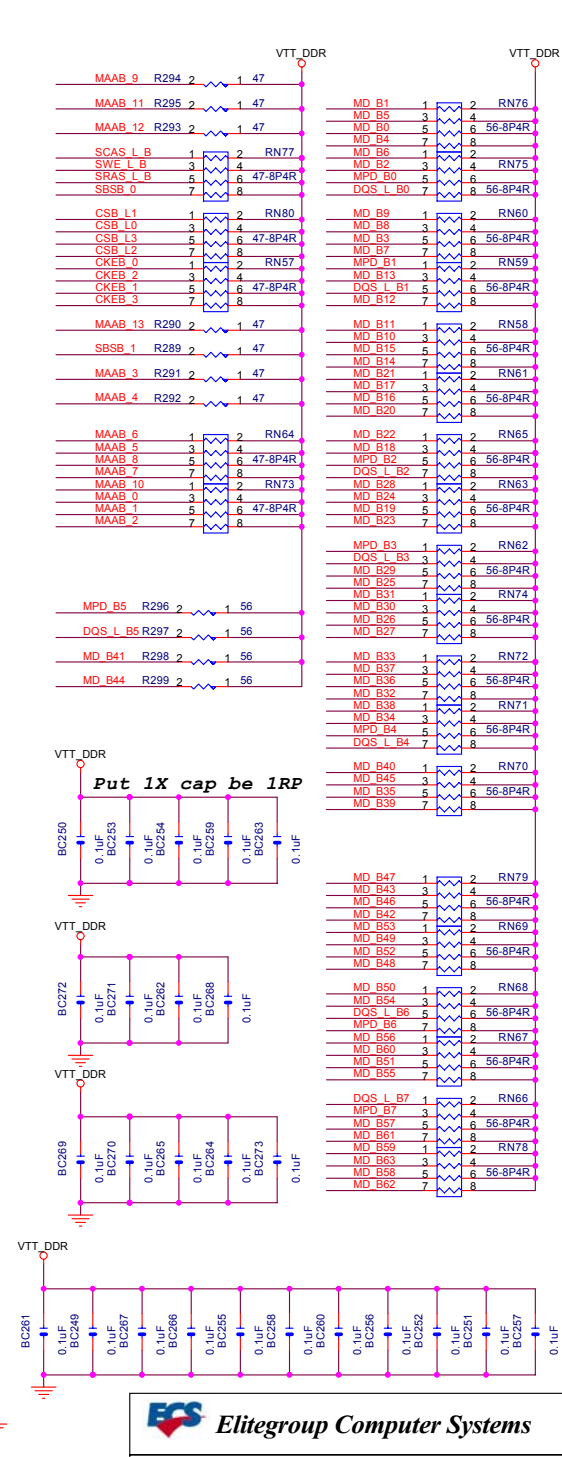 VTT_DDR
MAAB_9 R294 2 1 47
MAAB_11 R295 2 1 47
MAAB_12 R293 2 1 47
SCAS_L_B 1 2 RN77
SWE_L_B 3 4
SRAS_L_B 5 6 47-8P4R
SBSB_0 7 8
CSB_L1 1 2 RN80
CSB_L0 3 4
CSB_L3 5 6 47-8P4R
CSB_L2 7 8
CKEB_0 1 2 RN57
CKEB_2 3 4
CKEB_1 5 6 47-8P4R
CKEB_3 7 8
MAAB_13 R290 2 1 47
SBSB_1 R289 2 1 47
MAAB_3 R291 2 1 47
MAAB_4 R292 2 1 47
MAAB_6 1 2 RN64
MAAB_5 3 4
MAAB_8 5 6 47-8P4R
MAAB_7 7 8
MAAB_10 1 2 RN73
MAAB_0 3 4
MAAB_1 5 6 47-8P4R
MAAB_2 7 8
MPD_B5 R296 2 1 56
DQS_L_B5 R297 2 1 56
MD_B41 R298 2 1 56
MD_B44 R299 2 1 56
VTT_DDR
MD_B1 1 2 RN76
MD_B5 3 4
MD_B0 5 6 56-8P4R
MD_B4 7 8
MD_B6 1 2
MD_B2 3 4 RN75
MPD_B0 5 6
DQS_L_B0 7 8 56-8P4R
MD_B9 1 2 RN60
MD_B8 3 4
MD_B3 5 6 56-8P4R
MD_B7 7 8
MPD_B1 1 2 RN59
MD_B13 3 4
DQS_L_B1 5 6 56-8P4R
MD_B12 7 8
MD_B11 1 2 RN58
MD_B10 3 4
MD_B15 5 6 56-8P4R
MD_B14 7 8
MD_B21 1 2 RN61
MD_B17 3 4
MD_B16 5 6 56-8P4R
MD_B20 7 8
MD_B22 1 2 RN65
MD_B18 3 4
MPD_B2 5 6 56-8P4R
DQS_L_B2 7 8
MD_B28 1 2 RN63
MD_B24 3 4
MD_B19 5 6 56-8P4R
MD_B23 7 8
MPD_B3 1 2 RN62
DQS_L_B3 3 4
MD_B29 5 6 56-8P4R
MD_B25 7 8
MD_B31 1 2 RN74
MD_B30 3 4
MD_B26 5 6 56-8P4R
MD_B27 7 8
MD_B33 1 2 RN72
MD_B37 3 4
MD_B36 5 6 56-8P4R
MD_B32 7 8
MD_B38 1 2 RN71
MD_B34 3 4
MPD_B4 5 6 56-8P4R
DQS_L_B4 7 8
MD_B40 1 2 RN70
MD_B45 3 4
MD_B35 5 6 56-8P4R
MD_B39 7 8
MD_B47 1 2 RN79
MD_B43 3 4
MD_B46 5 6 56-8P4R
MD_B42 7 8
MD_B53 1 2 RN69
MD_B49 3 4
MD_B52 5 6 56-8P4R
MD_B48 7 8
MD_B50 1 2 RN68
MD_B54 3 4
DQS_L_B6 5 6 56-8P4R
MPD_B6 7 8
MD_B56 1 2 RN67
MD_B60 3 4
MD_B51 5 6 56-8P4R
MD_B55 7 8
DQS_L_B7 1 2 RN66
MPD_B7 3 4
MD_B57 5 6 56-8P4R
MD_B61 7 8
MD_B59 1 2 RN78
MD_B63 3 4
MD_B58 5 6 56-8P4R
MD_B62 7 8
VTT_DDR
Put 1X cap be 1RP
BC250 0.1uF BC253 0.1uF BC254 0.1uF BC259 0.1uF BC263 0.1uF
VTT_DDR
BC272 0.1uF BC271 0.1uF BC262 0.1uF BC268 0.1uF
VTT_DDR
BC269 0.1uF BC270 0.1uF BC265 0.1uF BC264 0.1uF BC273 0.1uF
VTT_DDR
BC261 0.1uF BC249 0.1uF BC267 0.1uF BC266 0.1uF BC255 0.1uF BC258 0.1uF BC260 0.1uF BC256 0.1uF BC252 0.1uF BC251 0.1uF BC257 0.1uF
ECS Elitegroup Computer Systems